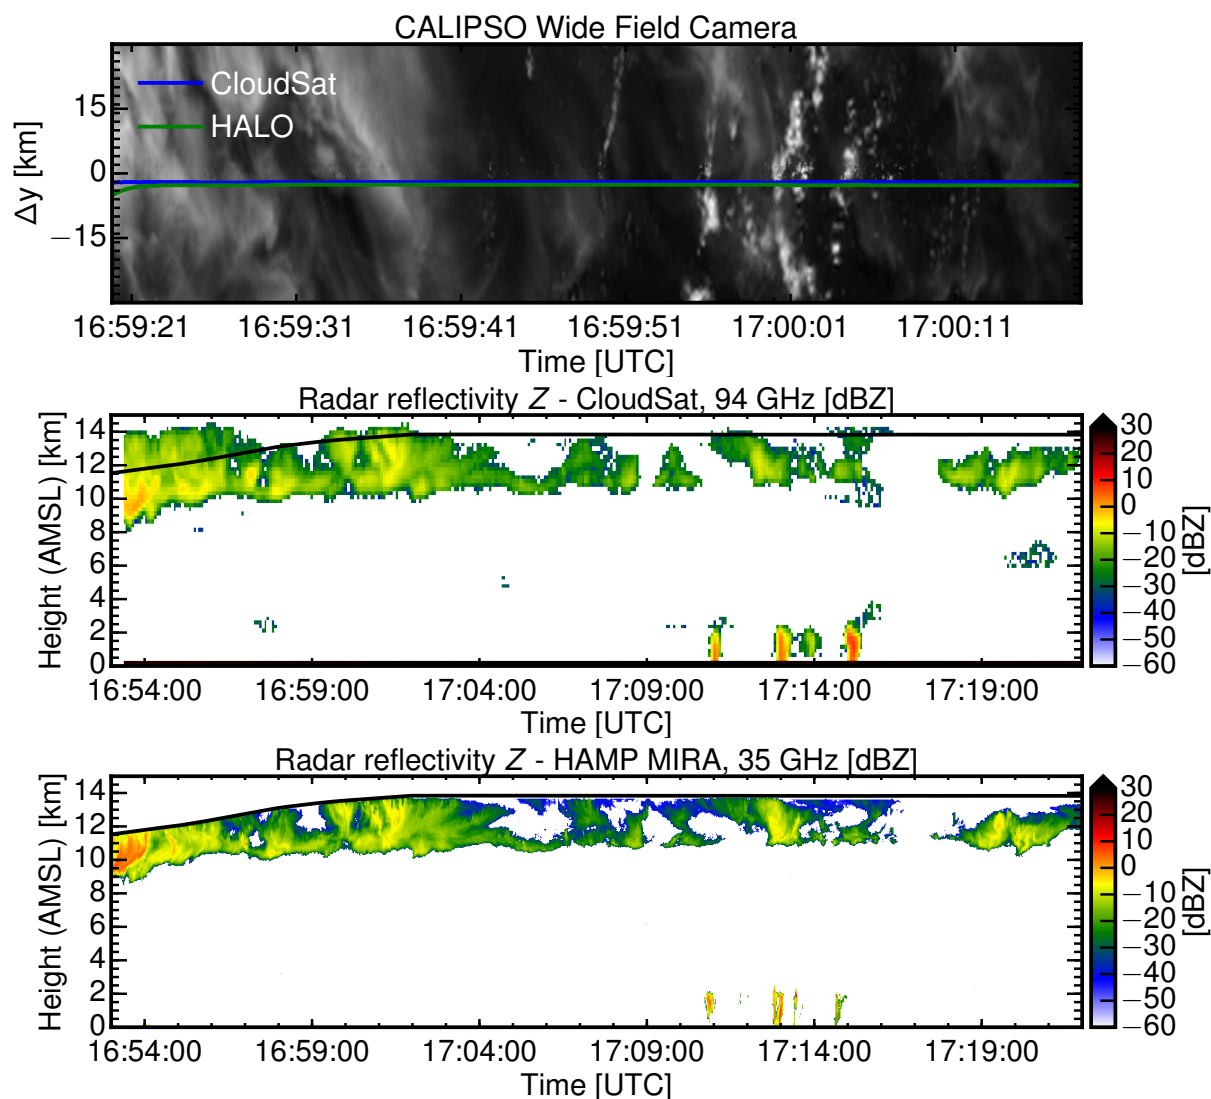 CALIPSO Wide Field Camera
CloudSat
HALO
15
0
−15
Δy [km]
16:59:21 16:59:31 16:59:41 16:59:51 17:00:01 17:00:11
Time [UTC]
Radar reflectivity Z - CloudSat, 94 GHz [dBZ]
14
12
10
8
6
4
2
0
Height (AMSL) [km]
30
20
10
0
−10
−20
−30
−40
−50
−60
[dBZ]
16:54:00 16:59:00 17:04:00 17:09:00 17:14:00 17:19:00
Time [UTC]
Radar reflectivity Z - HAMP MIRA, 35 GHz [dBZ]
14
12
10
8
6
4
2
0
Height (AMSL) [km]
30
20
10
0
−10
−20
−30
−40
−50
−60
[dBZ]
16:54:00 16:59:00 17:04:00 17:09:00 17:14:00 17:19:00
Time [UTC]